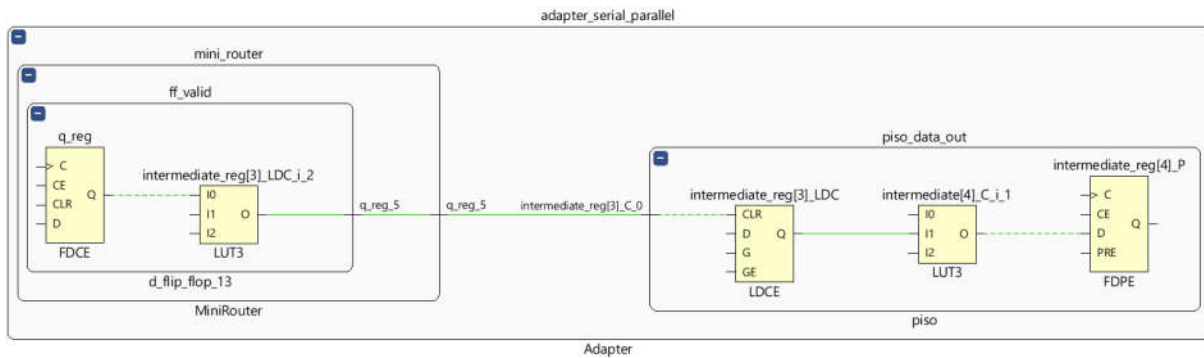 adapter_serial_parallel
mini_router
ff_valid
q_reg
C
CE
CLR
D
Q
FDCE
intermediate_reg[3]_LDC_i_2
I0
I1
I2
O
LUT3
d_flip_flop_13
MiniRouter
q_reg_5
q_reg_5
intermediate_reg[3]_C_0
piso_data_out
intermediate_reg[3]_LDC
CLR
D
G
GE
Q
LDCE
intermediate[4]_C_i_1
I0
I1
I2
O
LUT3
intermediate_reg[4]_P
C
CE
D
PRE
Q
FDPE
piso
Adapter